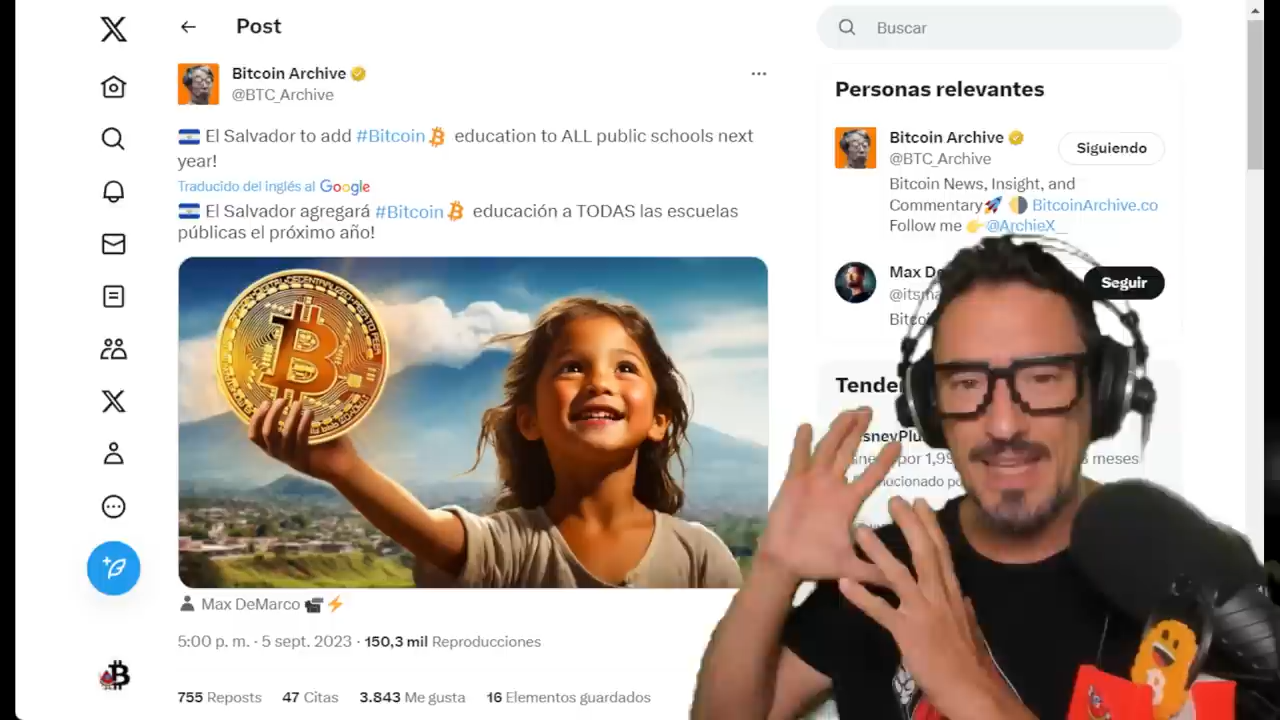 Post
Buscar
Bitcoin Archive
@BTC_Archive
El Salvador to add #Bitcoin education to ALL public schools next
year!
Traducido del inglés al Google
El Salvador agregará #Bitcoin educación a TODAS las escuelas
públicas el próximo año!
Max DeMarco
5:00 p. m. · 5 sept. 2023 · 150,3 mil Reproducciones
755 Reposts 47 Citas 3.843 Me gusta 16 Elementos guardados
Personas relevantes
Bitcoin Archive
@BTC_Archive
Siguiendo
Bitcoin News, Insight, and
Commentary BitcoinArchive.co
Follow me @ArchieX_
Max De
@itsma
Seguir
Bitco
Tende
por 1,99
meses